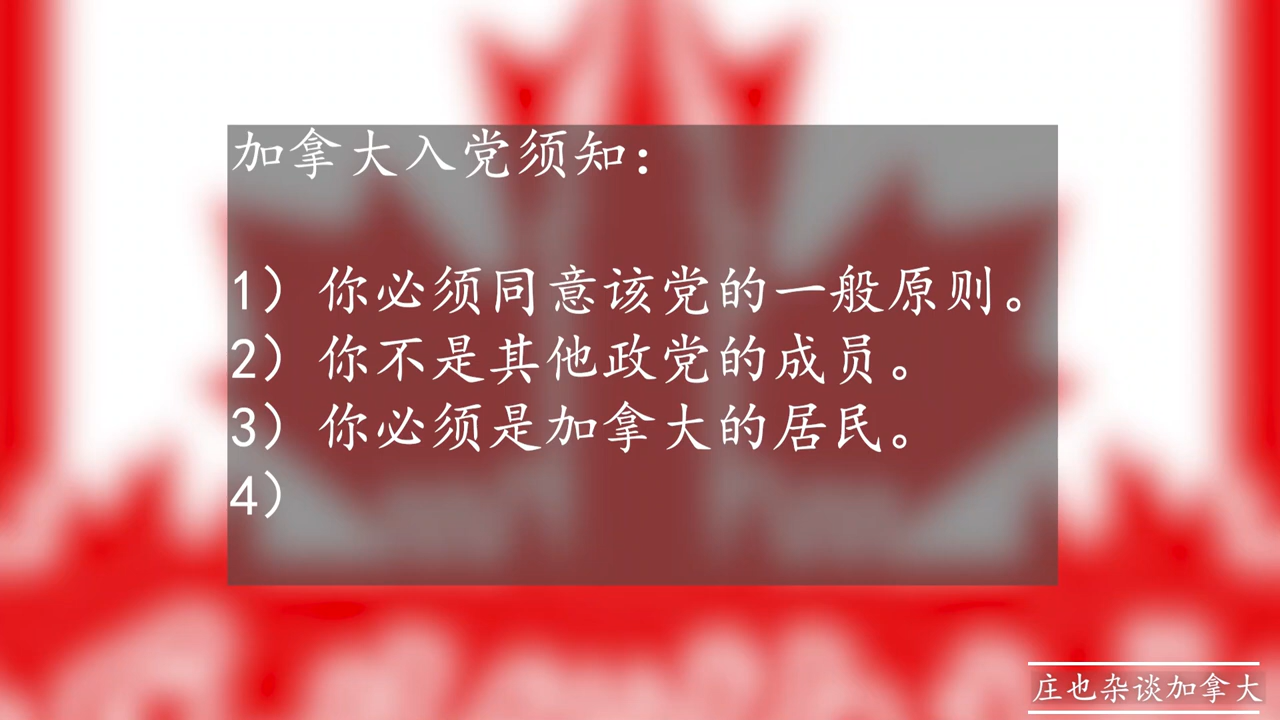 加拿大入党须知：
1）你必须同意该党的一般原则。
2）你不是其他政党的成员。
3）你必须是加拿大的居民。
4）
庄也杂谈加拿大